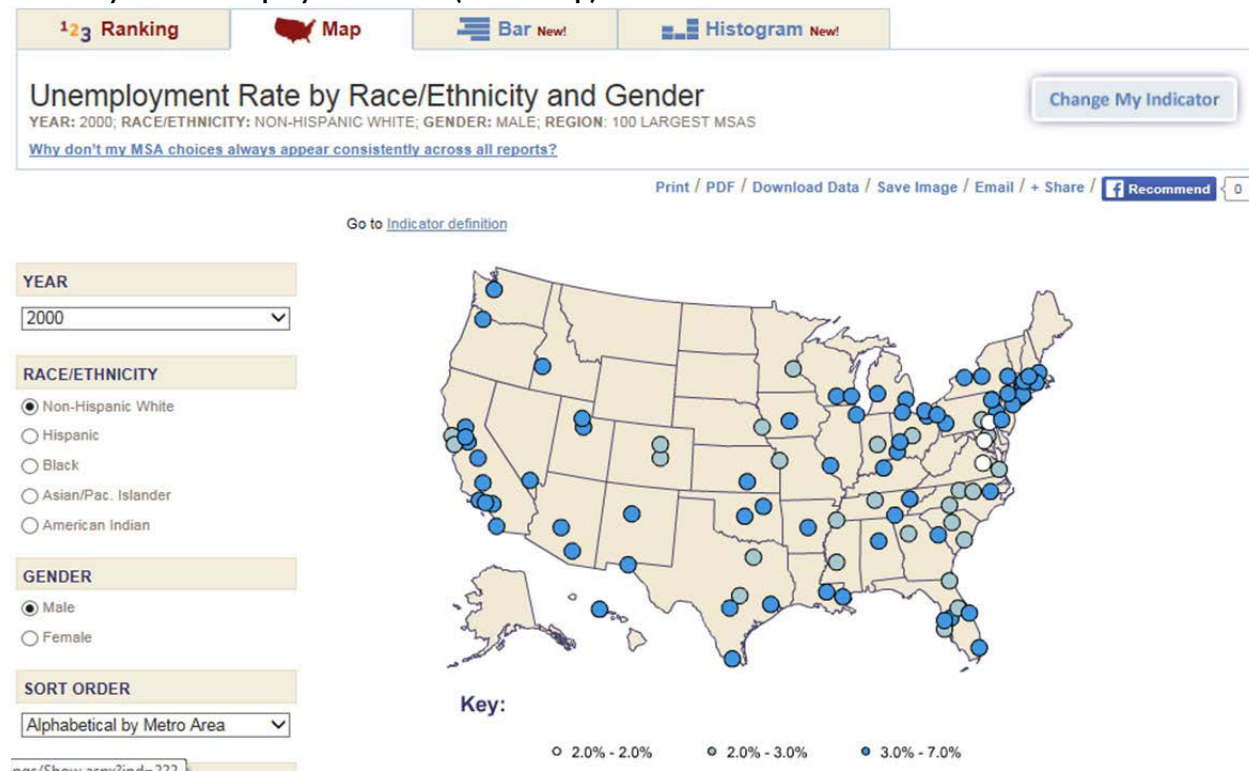 123 Ranking
Map
Bar New!
Histogram New!
Unemployment Rate by Race/Ethnicity and Gender
YEAR: 2000; RACE/ETHNICITY: NON-HISPANIC WHITE; GENDER: MALE; REGION: 100 LARGEST MSAS
Why don't my MSA choices always appear consistently across all reports?
Change My Indicator
Print / PDF / Download Data / Save Image / Email / + Share / Recommend 0
Go to Indicator definition
YEAR
2000
RACE/ETHNICITY
Non-Hispanic White
Hispanic
Black
Asian/Pac. Islander
American Indian
GENDER
Male
Female
SORT ORDER
Alphabetical by Metro Area
Key:
2.0% - 2.0%
2.0% - 3.0%
3.0% - 7.0%